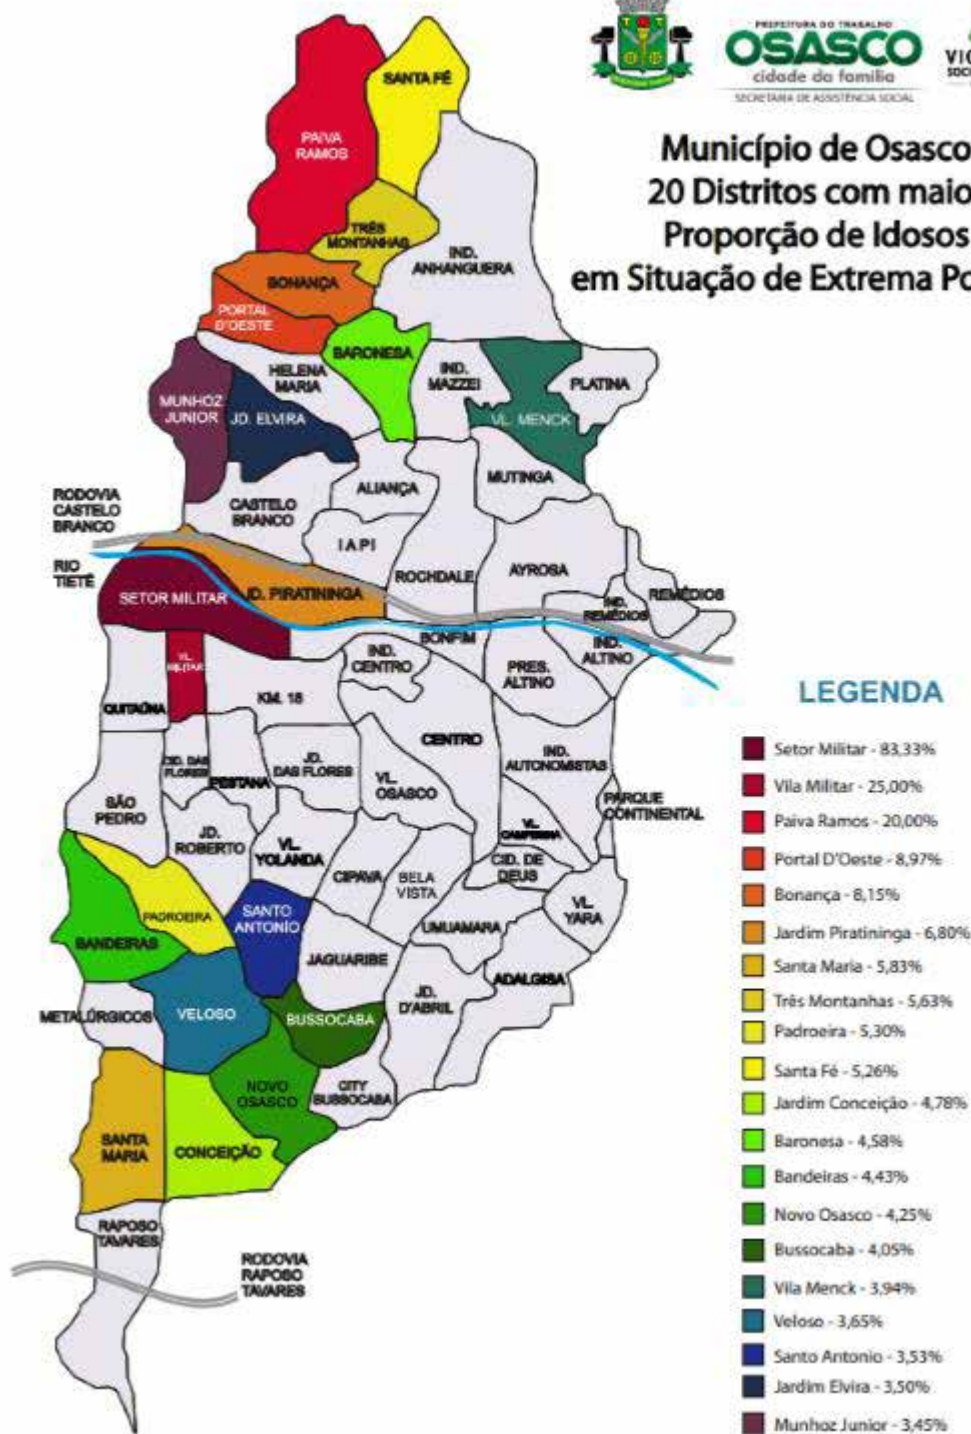 PREFEITURA DO TRABALHO
OSASCO
cidade da família
SECRETARIA DE ASSISTÊNCIA SOCIAL
Município de Osasco
20 Distritos com maio
Proporção de Idosos
em Situação de Extrema Po
SANTA FÉ
PAIVA
RAMOS
TRÊS
MONTANHAS
IND.
ANHANGUERA
BONANÇA
PORTAL
D'OESTE
BARONESA
HELENA
MARIA
IND.
MAZZEI
PLATINA
MUNHOZ
JUNIOR
JD. ELVIRA
VL. MENCK
MUTINGA
ALIANÇA
CASTELO
BRANCO
RODOVIA
CASTELO
BRANCO
I A P I
RIO
TIETÊ
ROCHDALE
AYROSA
SETOR MILITAR
JD. PIRATININGA
REMÉDIOS
IND.
REMÉDIOS
BONFIM
IND.
ALTINO
IND.
CENTRO
PRES.
ALTINO
VL.
MILITAR
QUITAÚNA
KM. 18
CENTRO
IND.
AUTONOMISTAS
CID. DAS
FLORES
PESTANA
JD.
DAS FLORES
VL.
OSASCO
SÃO
PEDRO
PARQUE
CONTINENTAL
JD.
ROBERTO
VL.
YOLANDA
VL.
CAMPESINA
CIPAVA
BELA
VISTA
CID. DE
DEUS
VL.
YARA
PADROEIRA
SANTO
ANTONIO
UMUAMARA
BANDEIRAS
JAGUARIBE
ADALGISA
JD.
D'ABRIL
METALÚRGICOS
VELOSO
BUSSOCABA
NOVO
OSASCO
CITY
BUSSOCABA
SANTA
MARIA
CONCEIÇÃO
RAPOSO
TAVARES
RODOVIA
RAPOSO
TAVARES
LEGENDA
Setor Militar - 83,33%
Vila Militar - 25,00%
Paiva Ramos - 20,00%
Portal D'Oeste - 8,97%
Bonança - 8,15%
Jardim Piratininga - 6,80%
Santa Maria - 5,83%
Três Montanhas - 5,63%
Padroeira - 5,30%
Santa Fé - 5,26%
Jardim Conceição - 4,78%
Baronesa - 4,58%
Bandeiras - 4,43%
Novo Osasco - 4,25%
Bussocaba - 4,05%
Vila Menck - 3,94%
Veloso - 3,65%
Santo Antonio - 3,53%
Jardim Elvira - 3,50%
Munhoz Junior - 3,45%